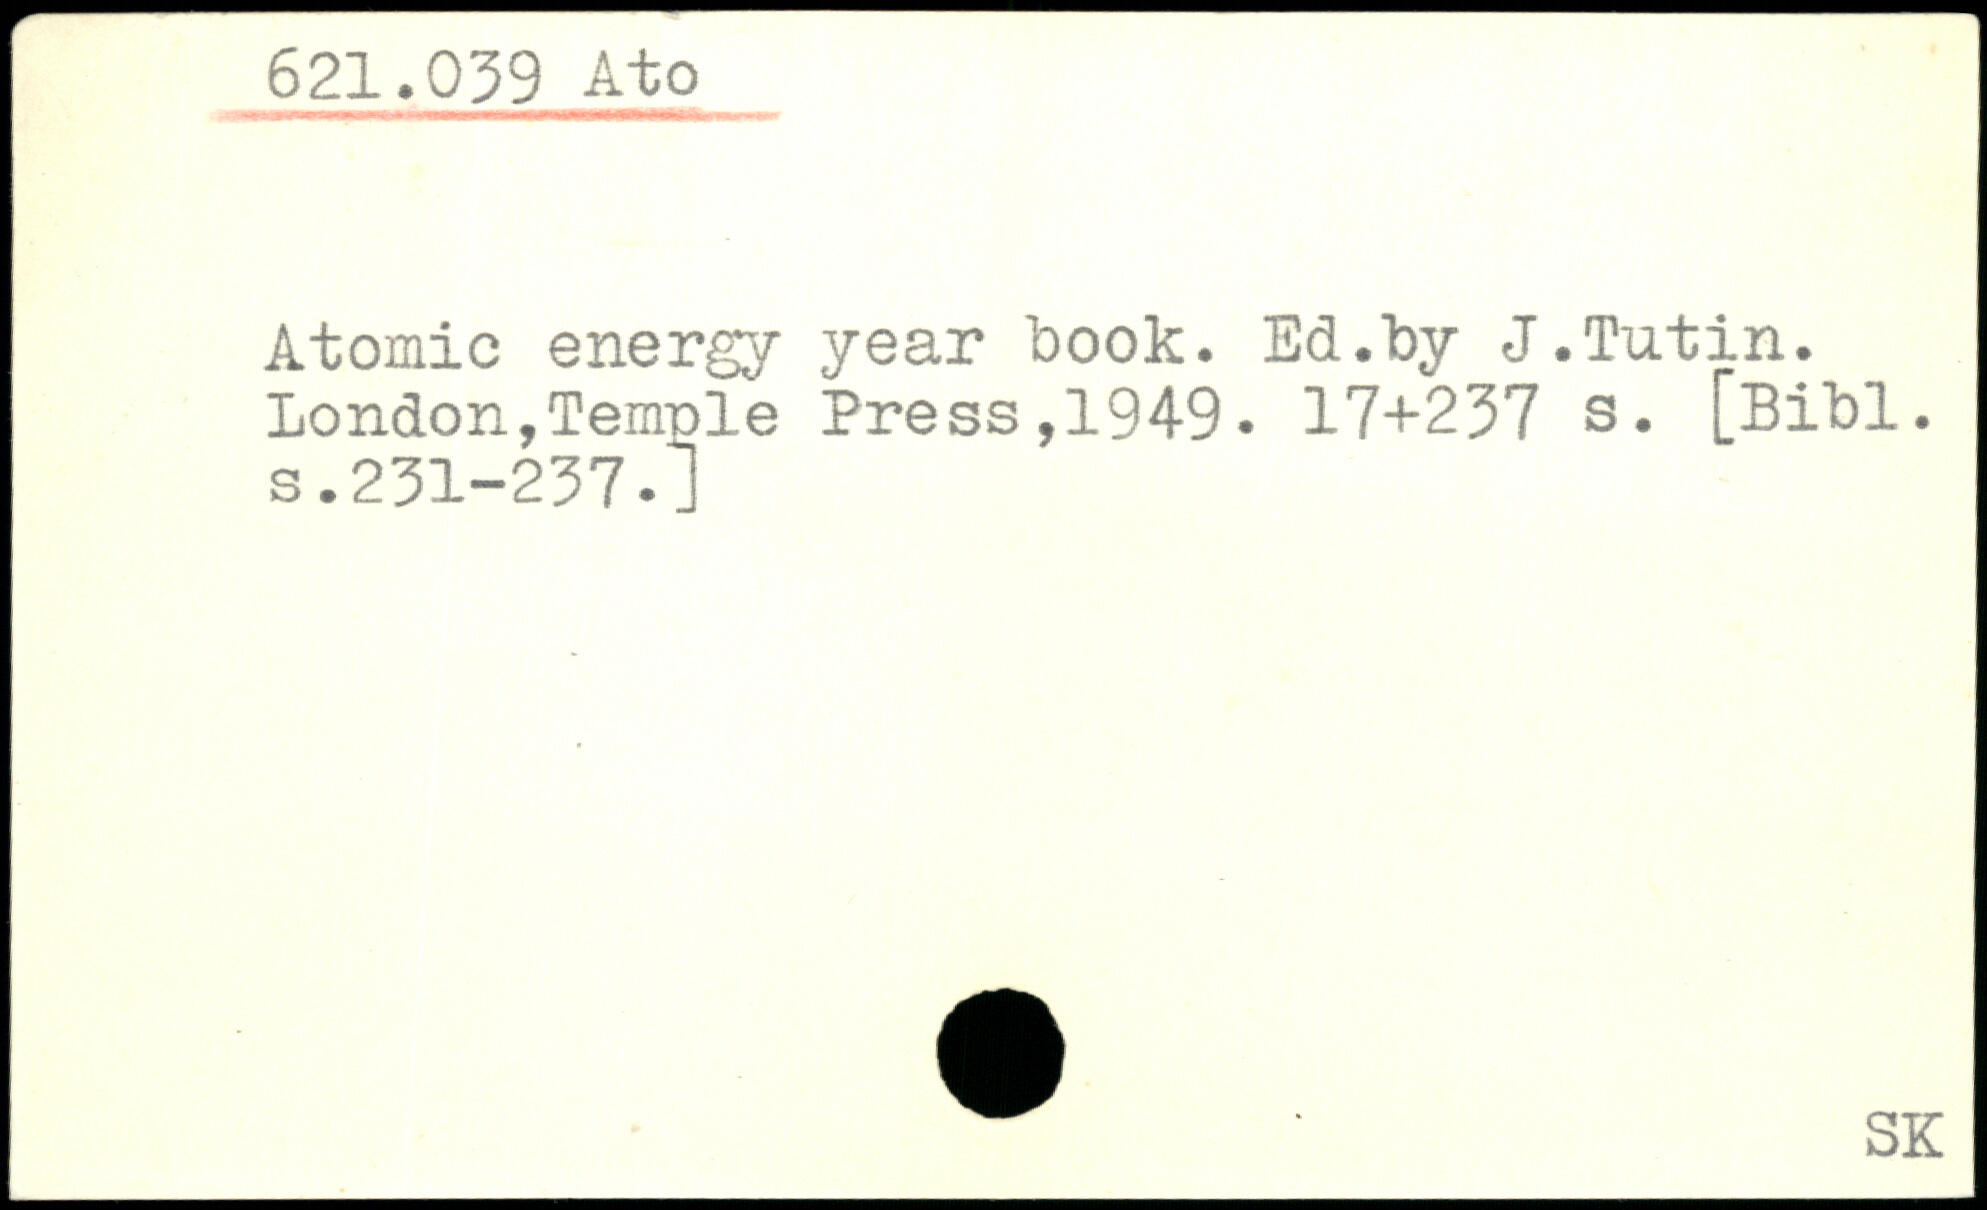 621.039 Ato
Atomic energy year book. Ed.by J.Tutin.
London,Temple Press,1949. 17+237 s. [Bibl.
s.231-237.]
SK